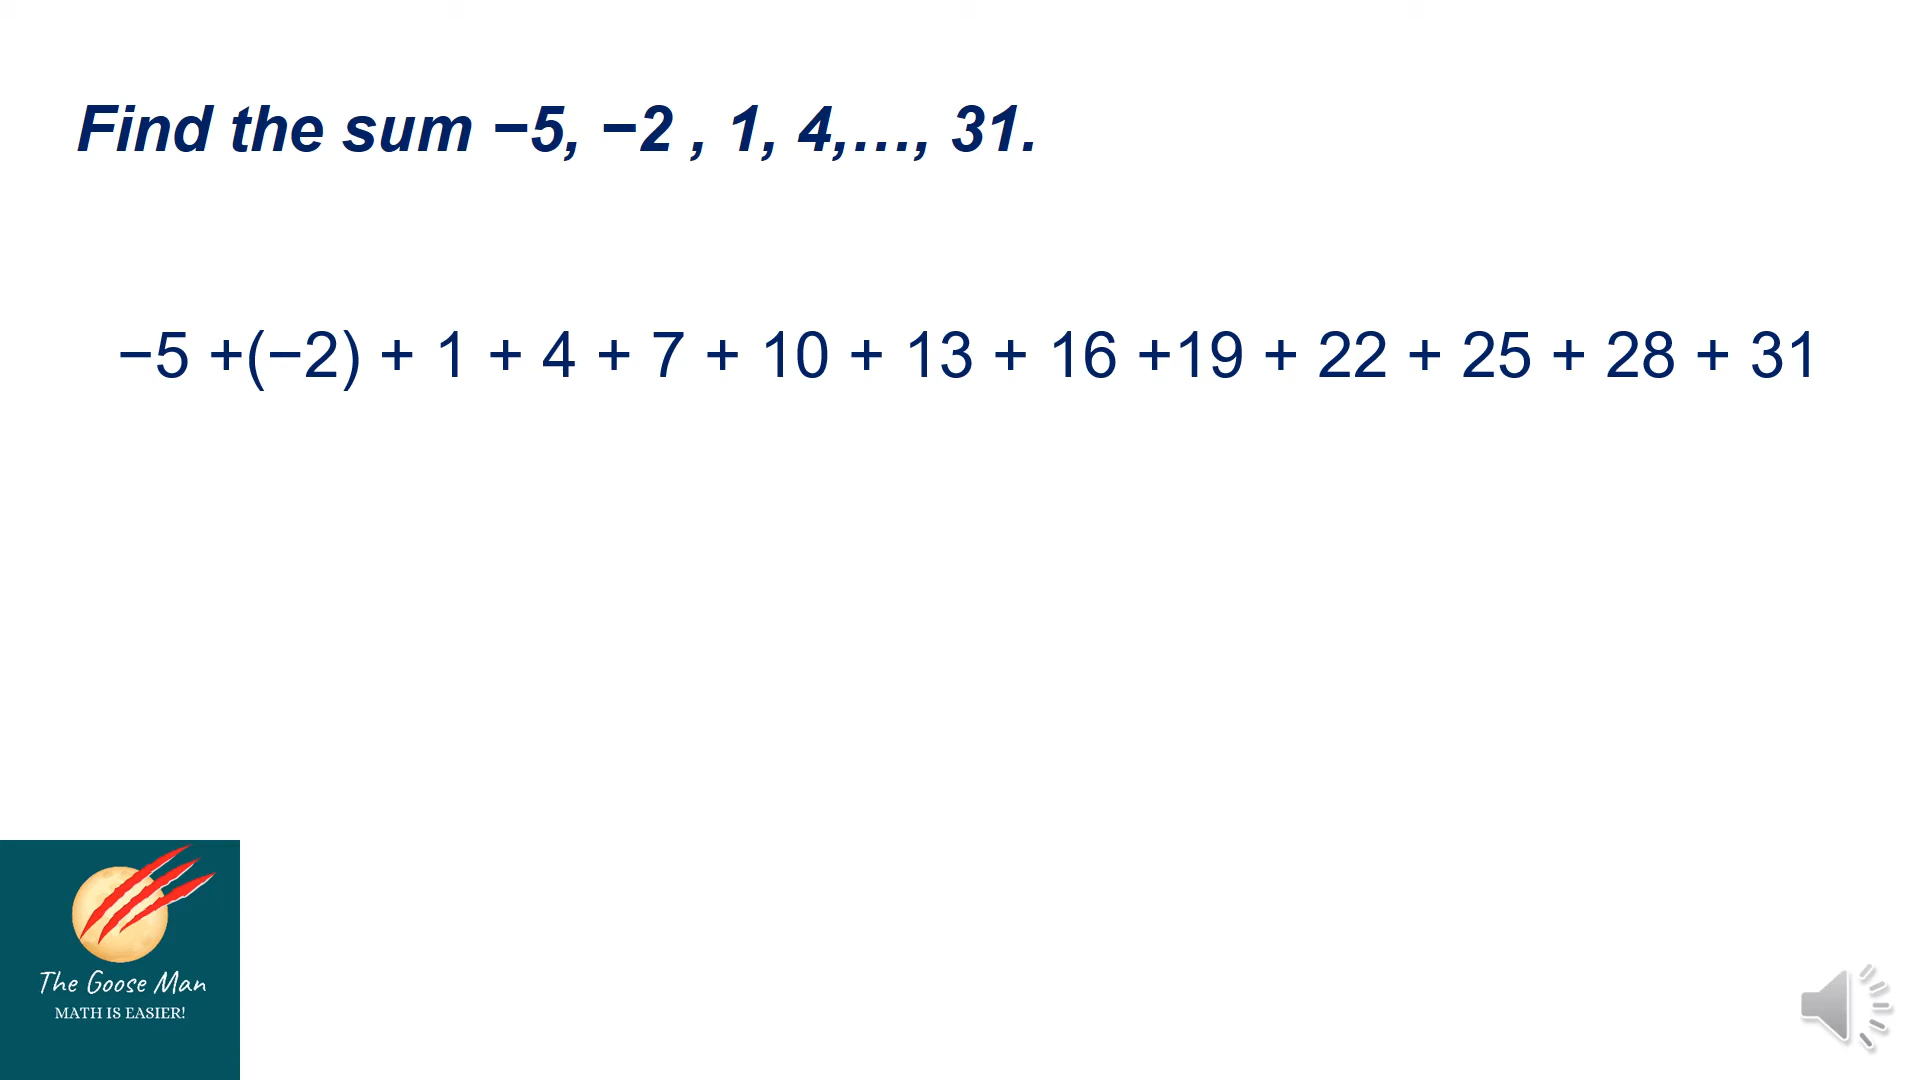 Find the sum −5, −2 , 1, 4,…, 31.
−5 +(−2) + 1 + 4 + 7 + 10 + 13 + 16 +19 + 22 + 25 + 28 + 31
The Goose Man
MATH IS EASIER!